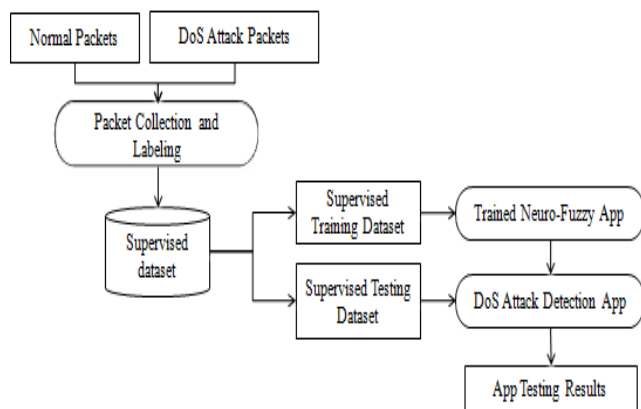 Normal Packets
DoS Attack Packets
Packet Collection and
Labeling
Supervised
dataset
Supervised
Training Dataset
Trained Neuro-Fuzzy App
Supervised Testing
Dataset
DoS Attack Detection App
App Testing Results